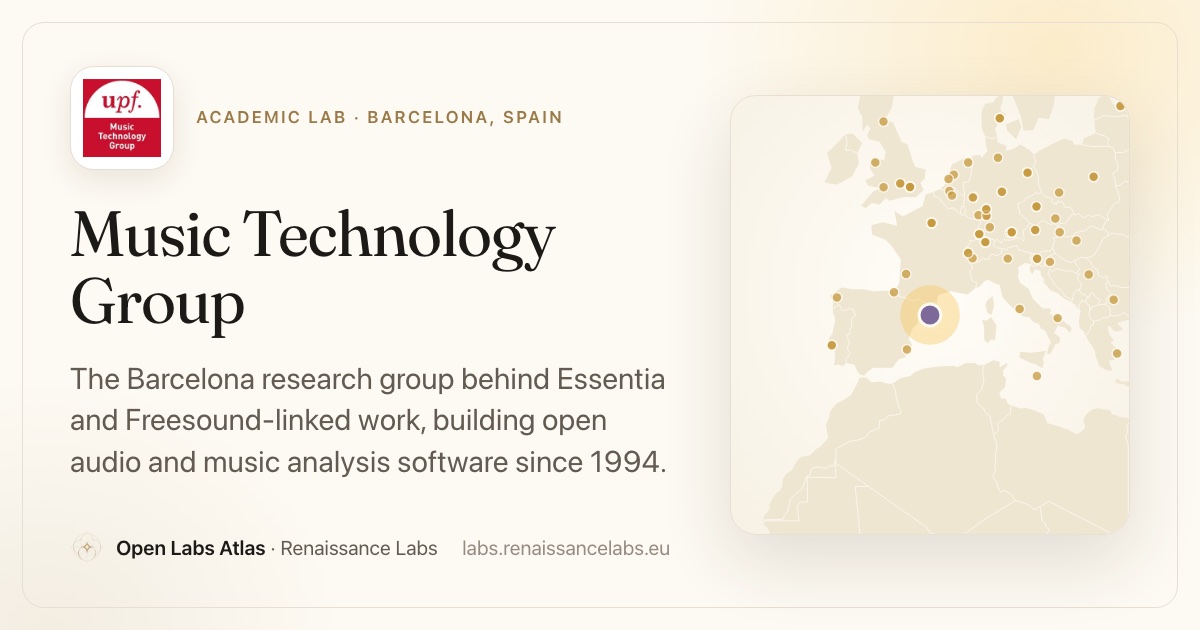 upf.
Music
Technology
Group
ACADEMIC LAB · BARCELONA, SPAIN
Music Technology
Group
The Barcelona research group behind Essentia
and Freesound-linked work, building open
audio and music analysis software since 1994.
Open Labs Atlas · Renaissance Labs labs.renaissancelabs.eu